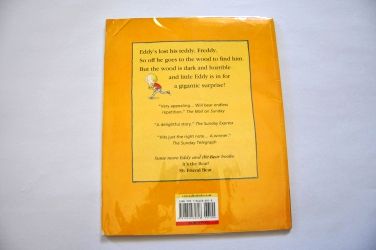 Eddy's lost his teddy, Freddy.
So off he goes to the wood to find him.
But the wood is dark and horrible
and little Eddy is in for
a gigantic surprise!
"Very appealing... Will bear endless
repetition." The Mail on Sunday
"A delightful story." The Sunday Express
"Hits just the right note... A winner."
The Sunday Telegraph
Some more Eddy and the Bear books:
It's the Bear!
My Friend Bear